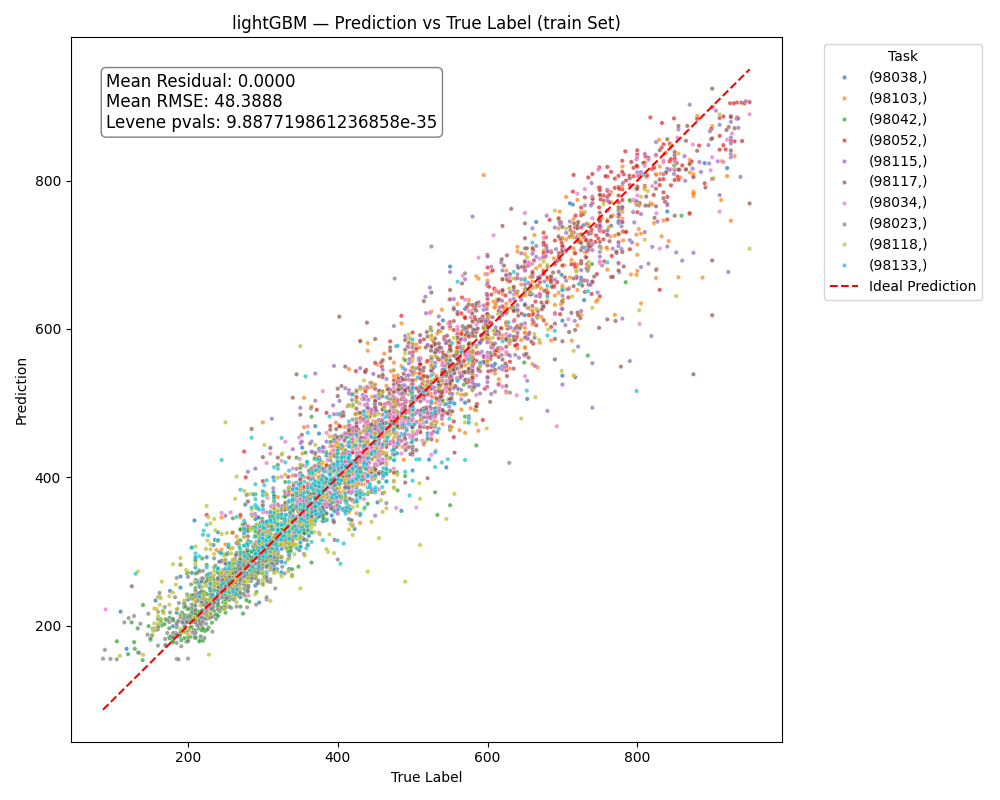 lightGBM — Prediction vs True Label (train Set)
Mean Residual: 0.0000
Mean RMSE: 48.3888
Levene pvals: 9.887719861236858e-35
Prediction
800
600
400
200
200 400 600 800
True Label
Task
(98038,)
(98103,)
(98042,)
(98052,)
(98115,)
(98117,)
(98034,)
(98023,)
(98118,)
(98133,)
Ideal Prediction